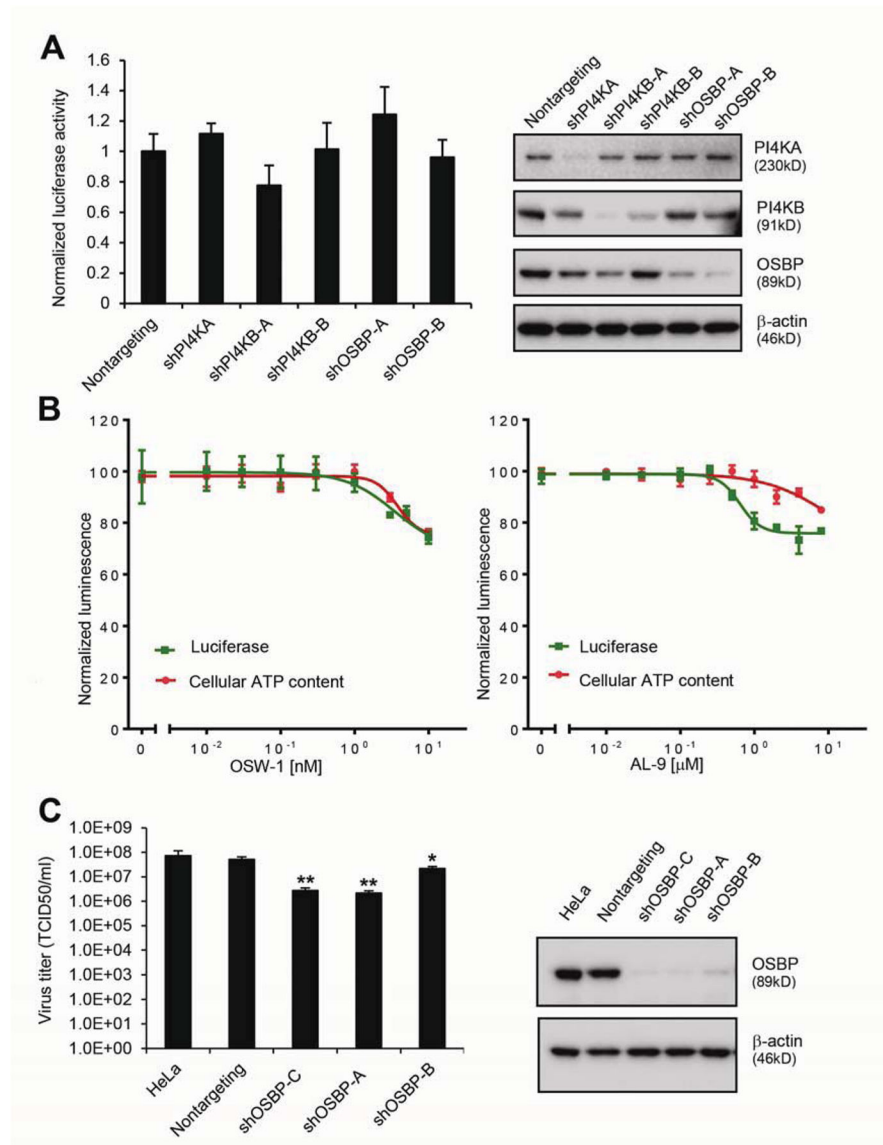 A
Normalized luciferase activity
1.6
1.4
1.2
1
0.8
0.6
0.4
0.2
0
Nontargeting
shPI4KA
shPI4KB-A
shPI4KB-B
shOSBP-A
shOSBP-B
Nontargeting
shPI4KA
shPI4KB-A
shPI4KB-B
shOSBP-A
shOSBP-B
PI4KA
(230kD)
PI4KB
(91kD)
OSBP
(89kD)
β-actin
(46kD)
B
Normalized luminescence
120
100
80
60
40
20
0
Luciferase
Cellular ATP content
0 10⁻² 10⁻¹ 10⁰ 10¹
OSW-1 [nM]
Normalized luminescence
120
100
80
60
40
20
0
Luciferase
Cellular ATP content
0 10⁻² 10⁻¹ 10⁰ 10¹
AL-9 [μM]
C
Virus titer (TCID50/ml)
1.0E+09
1.0E+08
1.0E+07
1.0E+06
1.0E+05
1.0E+04
1.0E+03
1.0E+02
1.0E+01
1.0E+00
** ** *
HeLa
Nontargeting
shOSBP-C
shOSBP-A
shOSBP-B
HeLa
Nontargeting
shOSBP-C
shOSBP-A
shOSBP-B
OSBP
(89kD)
β-actin
(46kD)